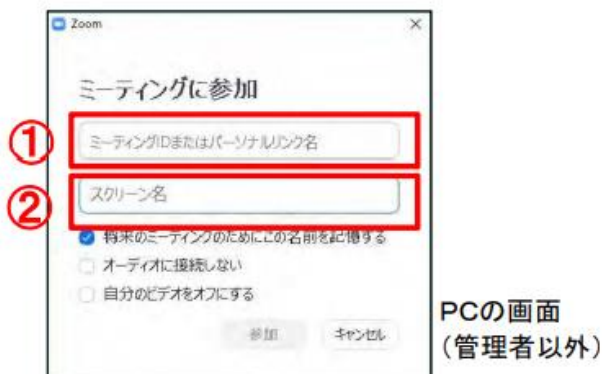 Zoom
ミーティングに参加
①
ミーティングIDまたはパーソナルリンク名
②
スクリーン名
将来のミーティングのためにこの名前を記憶する
オーディオに接続しない
自分のビデオをオフにする
参加 キャンセル
PCの画面
(管理者以外)